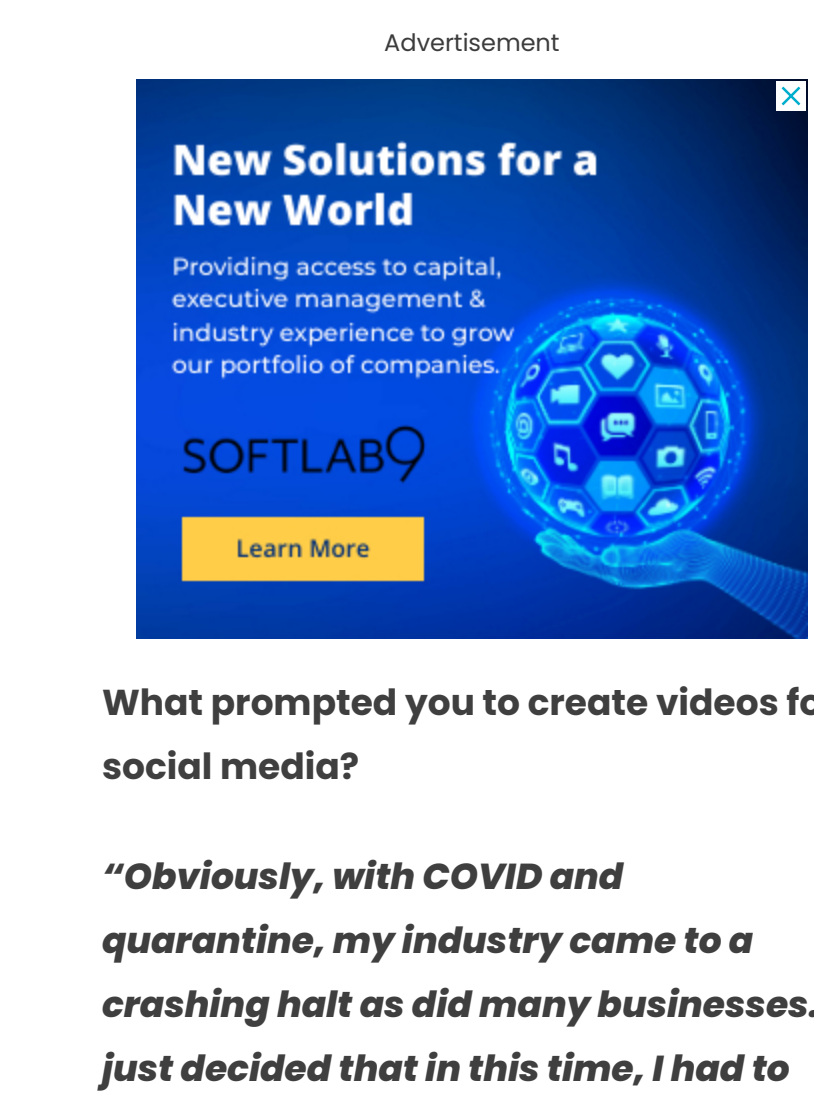 Advertisement
New Solutions for a
New World
Providing access to capital,
executive management &
industry experience to grow
our portfolio of companies.
SOFTLAB9
Learn More
What prompted you to create videos fo
social media?
“Obviously, with COVID and
quarantine, my industry came to a
crashing halt as did many businesses.
just decided that in this time, I had to